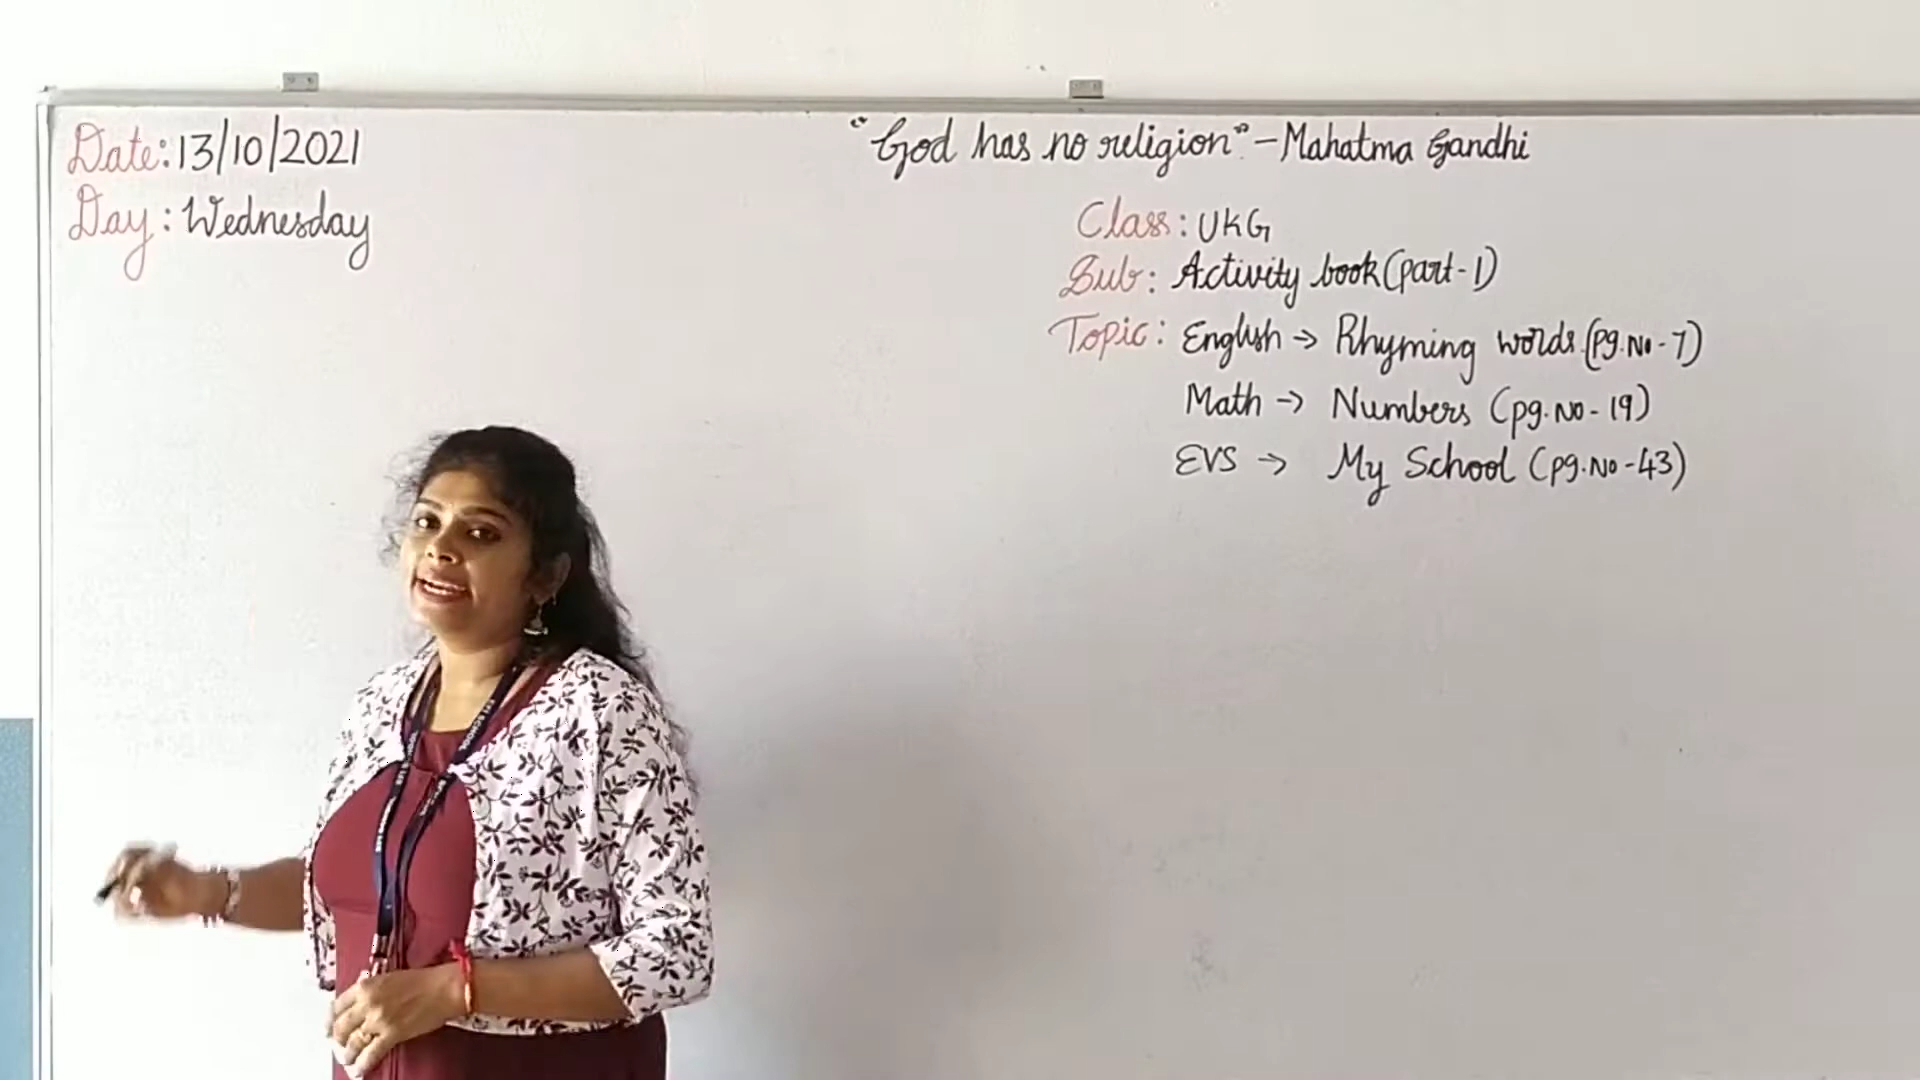 Date: 13/10/2021
Day: Wednesday
"God has no religion". - Mahatma Gandhi
Class: UKG
Sub: Activity book (part-1)
Topic: English → Rhyming words (pg.No-7)
Math → Numbers (pg.No-19)
EVS → My School (pg.No-43)